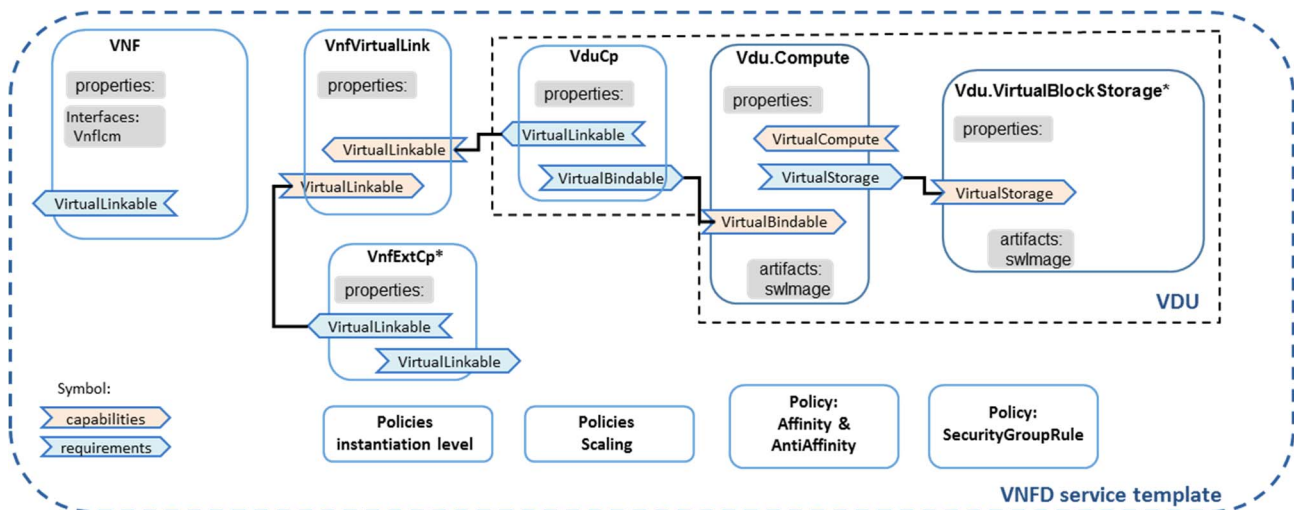 VNF
properties:
Interfaces:
Vnflcm
VirtualLinkable
VnfVirtualLink
properties:
VirtualLinkable
VirtualLinkable
VnfExtCp*
properties:
VirtualLinkable
VirtualLinkable
VduCp
properties:
VirtualLinkable
VirtualBindable
Vdu.Compute
properties:
VirtualCompute
VirtualStorage
VirtualBindable
artifacts:
swImage
Vdu.VirtualBlockStorage*
properties:
VirtualStorage
artifacts:
swImage
VDU
Symbol:
capabilities
requirements
Policies
instantiation level
Policies
Scaling
Policy:
Affinity &
AntiAffinity
Policy:
SecurityGroupRule
VNFD service template